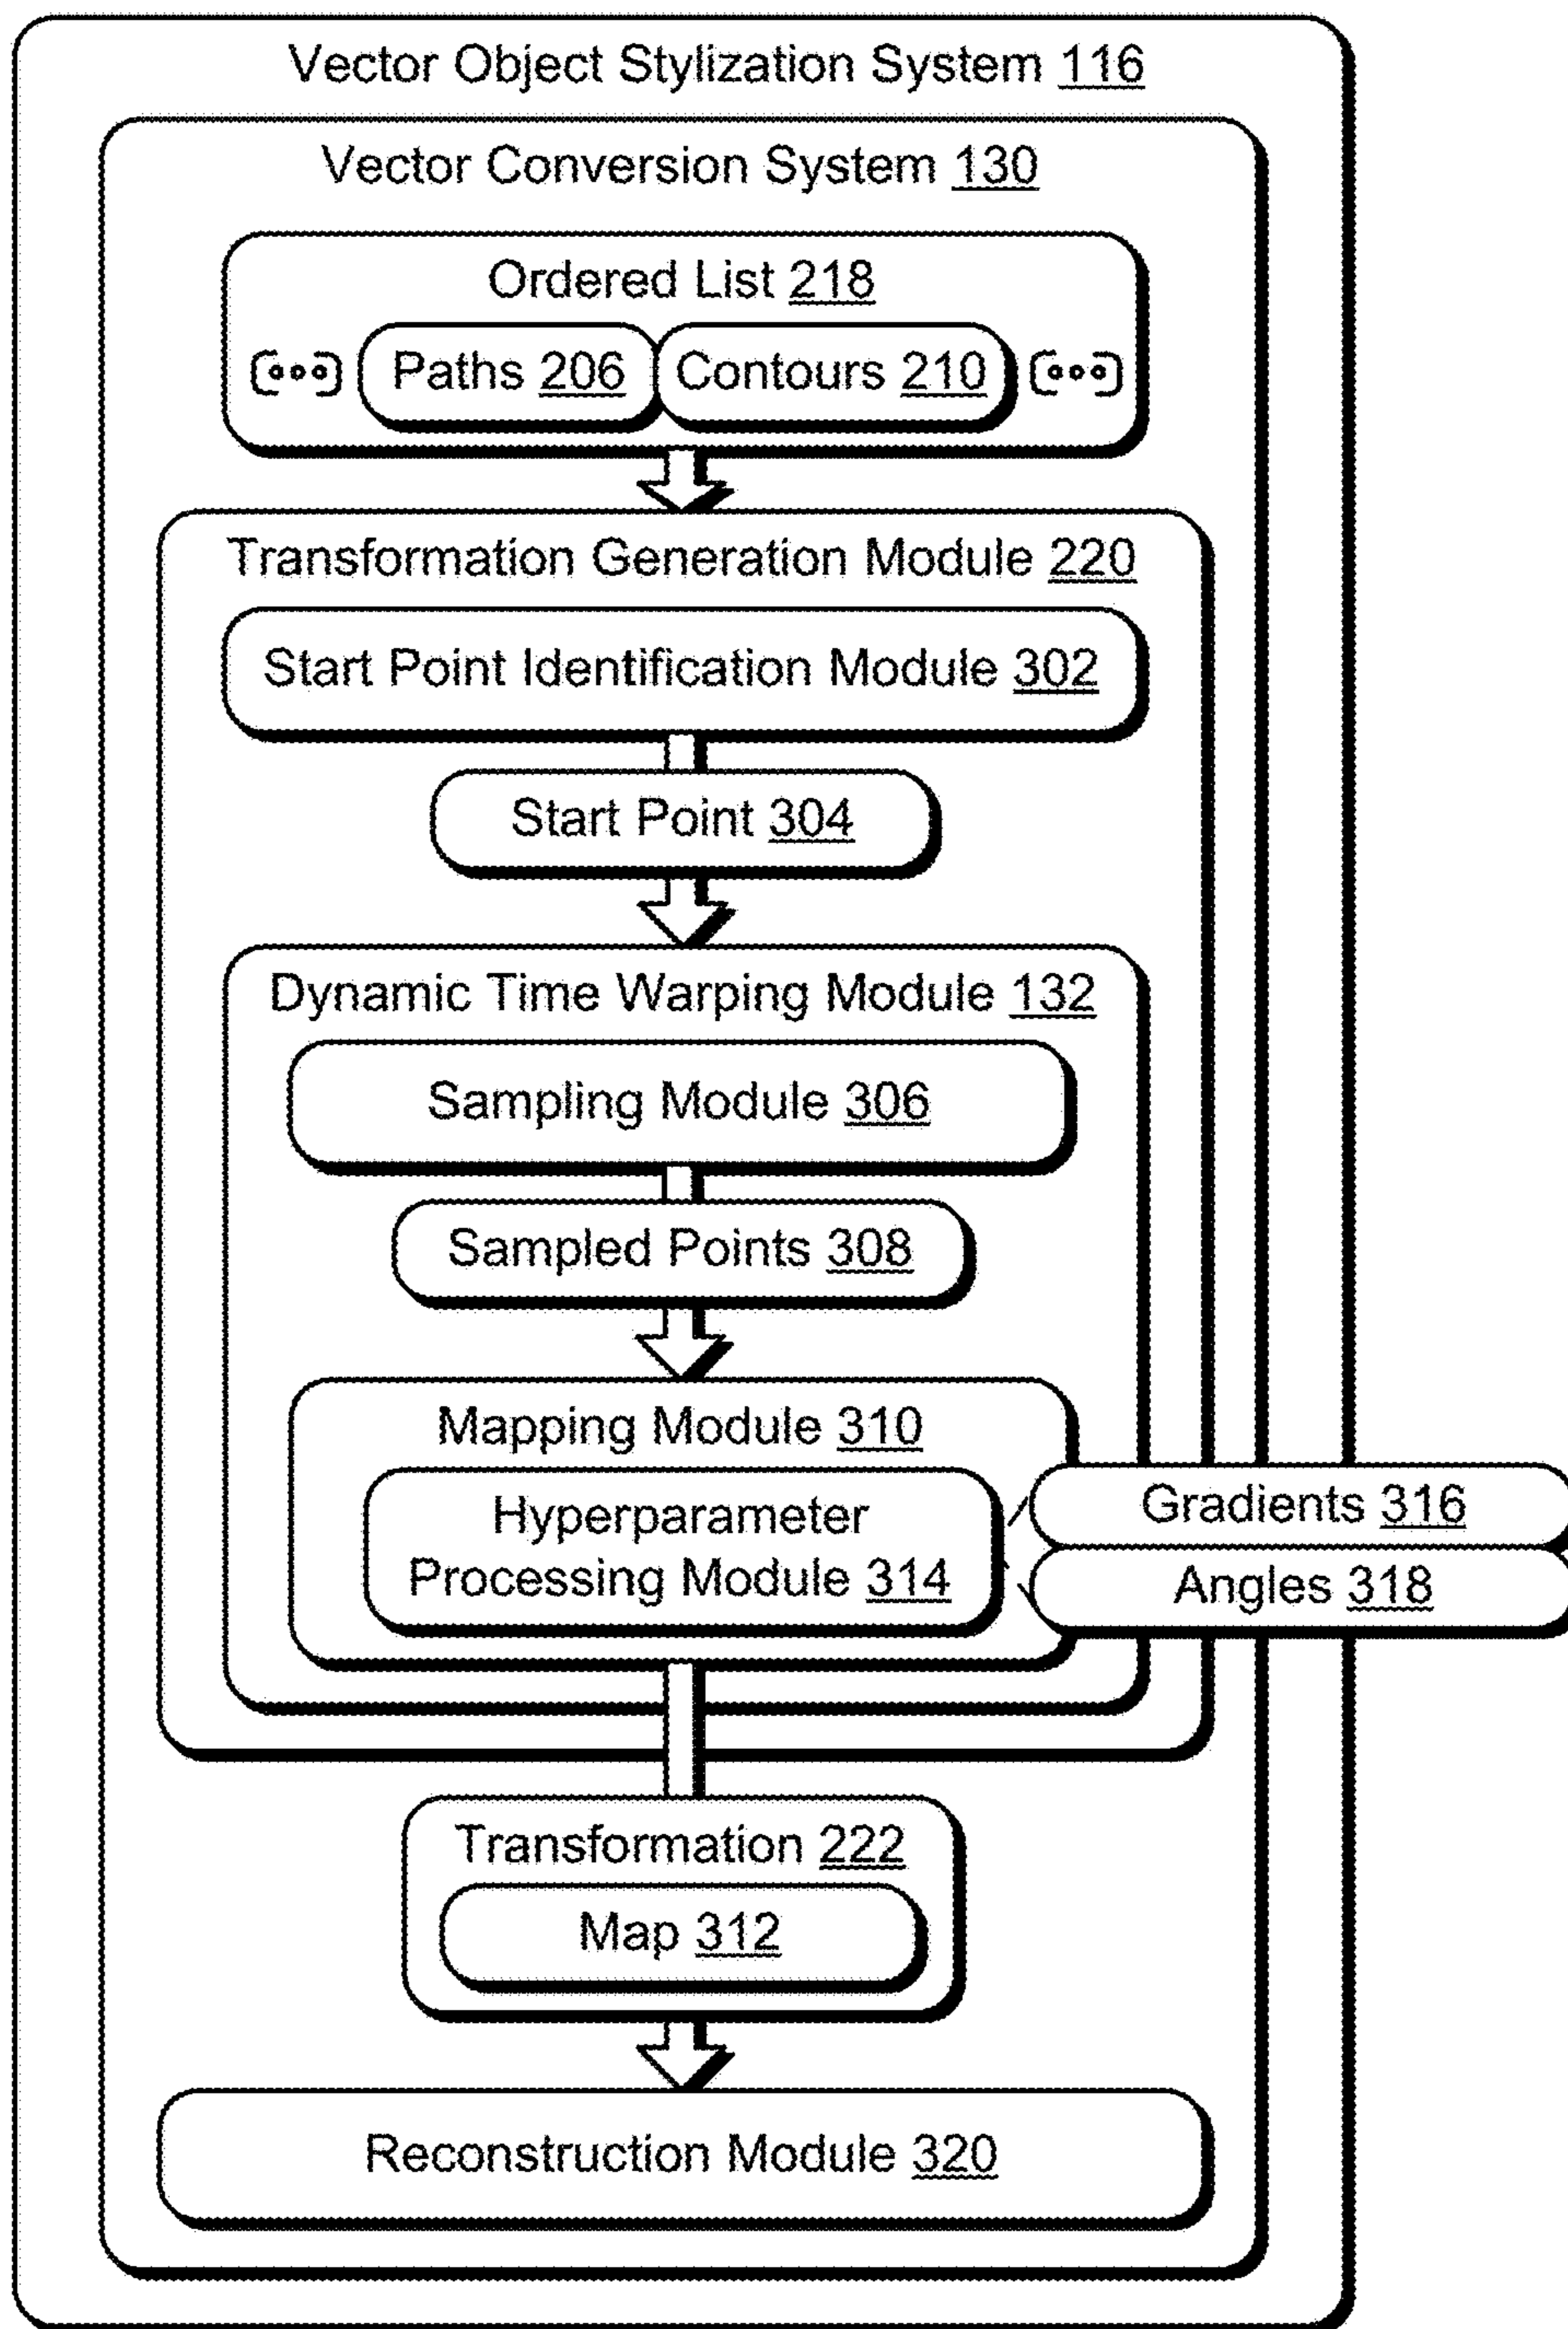 Vector Object Stylization System 116
Vector Conversion System 130
Ordered List 218
Paths 206
Contours 210
Transformation Generation Module 220
Start Point Identification Module 302
Start Point 304
Dynamic Time Warping Module 132
Sampling Module 306
Sampled Points 308
Mapping Module 310
Hyperparameter
Processing Module 314
Gradients 316
Angles 318
Transformation 222
Map 312
Reconstruction Module 320